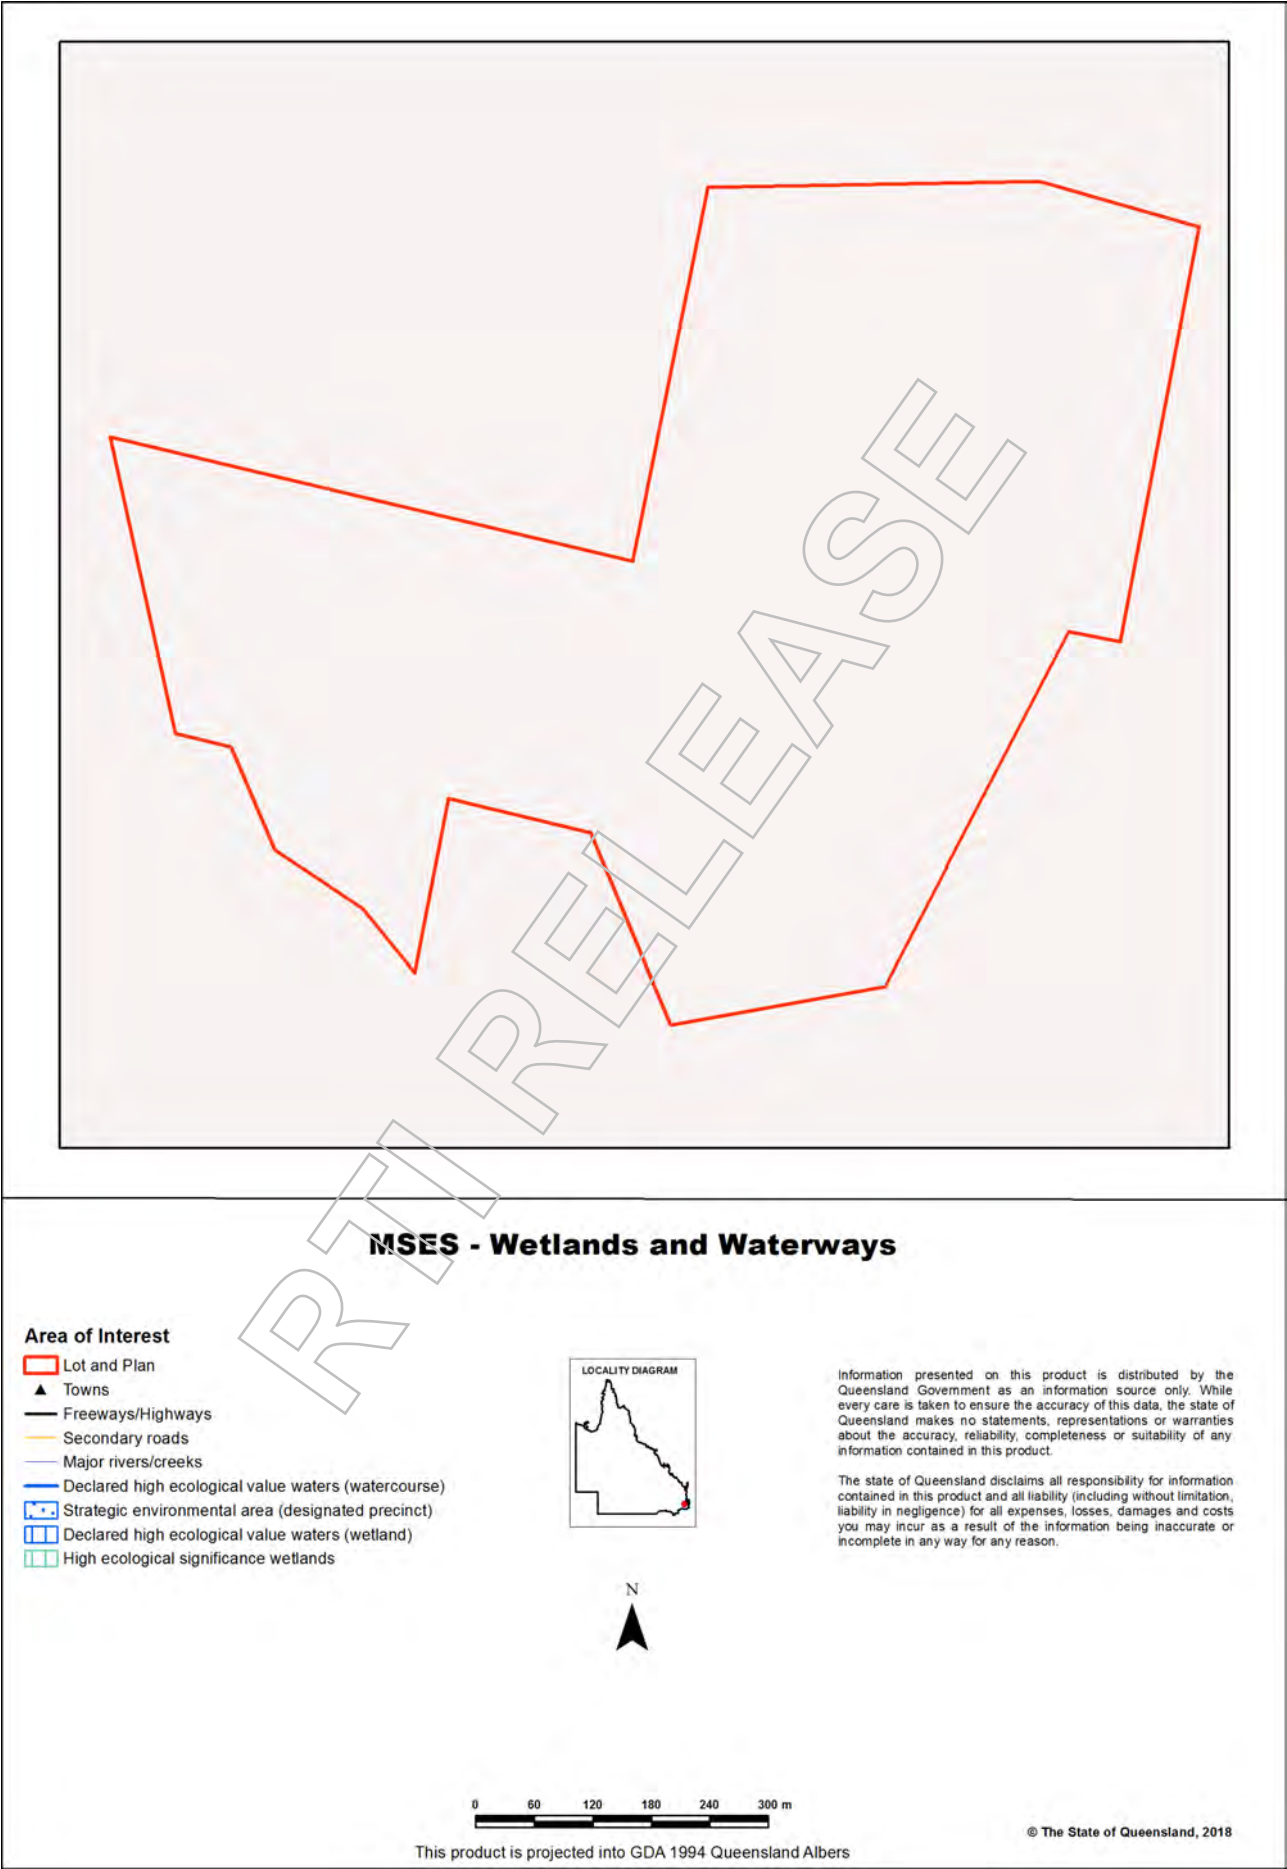 RTI RELEASE
MSES - Wetlands and Waterways
Area of Interest
Lot and Plan
Towns
Freeways/Highways
Secondary roads
Major rivers/creeks
Declared high ecological value waters (watercourse)
Strategic environmental area (designated precinct)
Declared high ecological value waters (wetland)
High ecological significance wetlands
LOCALITY DIAGRAM
N
Information presented on this product is distributed by the
Queensland Government as an information source only. While
every care is taken to ensure the accuracy of this data, the state of
Queensland makes no statements, representations or warranties
about the accuracy, reliability, completeness or suitability of any
information contained in this product.
The state of Queensland disclaims all responsibility for information
contained in this product and all liability (including without limitation,
liability in negligence) for all expenses, losses, damages and costs
you may incur as a result of the information being inaccurate or
incomplete in any way for any reason.
0 60 120 180 240 300 m
This product is projected into GDA 1994 Queensland Albers
© The State of Queensland, 2018